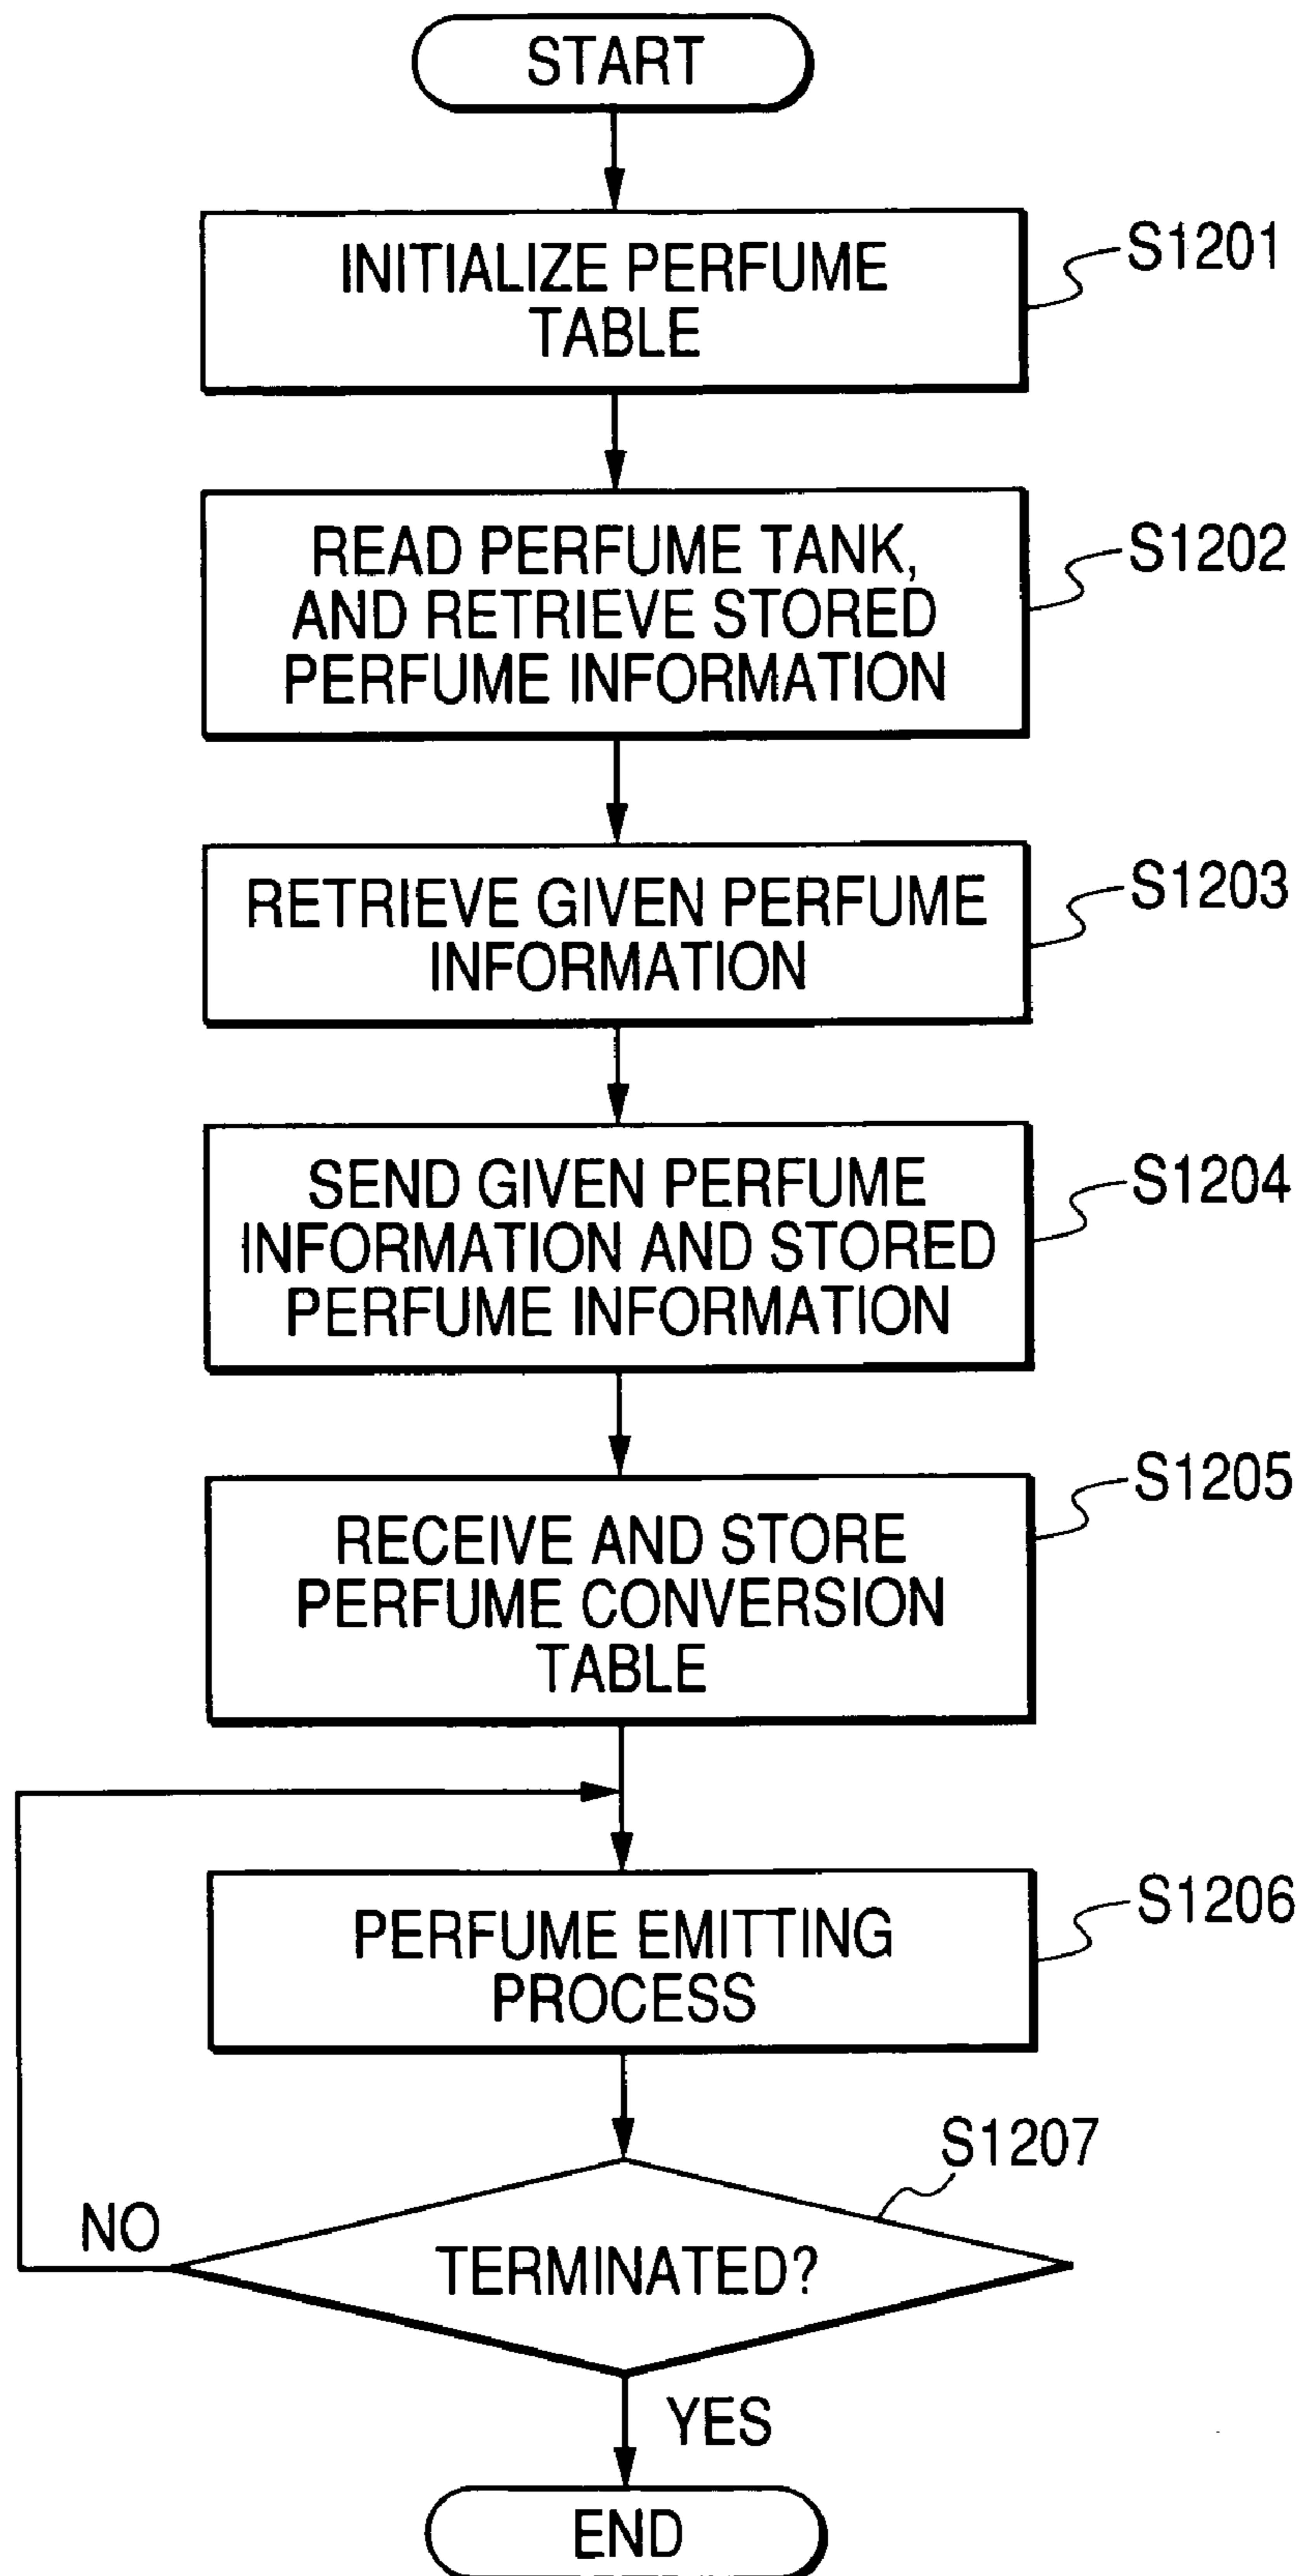 START
INITIALIZE PERFUME
TABLE
S1201
READ PERFUME TANK,
AND RETRIEVE STORED
PERFUME INFORMATION
S1202
RETRIEVE GIVEN PERFUME
INFORMATION
S1203
SEND GIVEN PERFUME
INFORMATION AND STORED
PERFUME INFORMATION
S1204
RECEIVE AND STORE
PERFUME CONVERSION
TABLE
S1205
PERFUME EMITTING
PROCESS
S1206
S1207
NO
TERMINATED?
YES
END